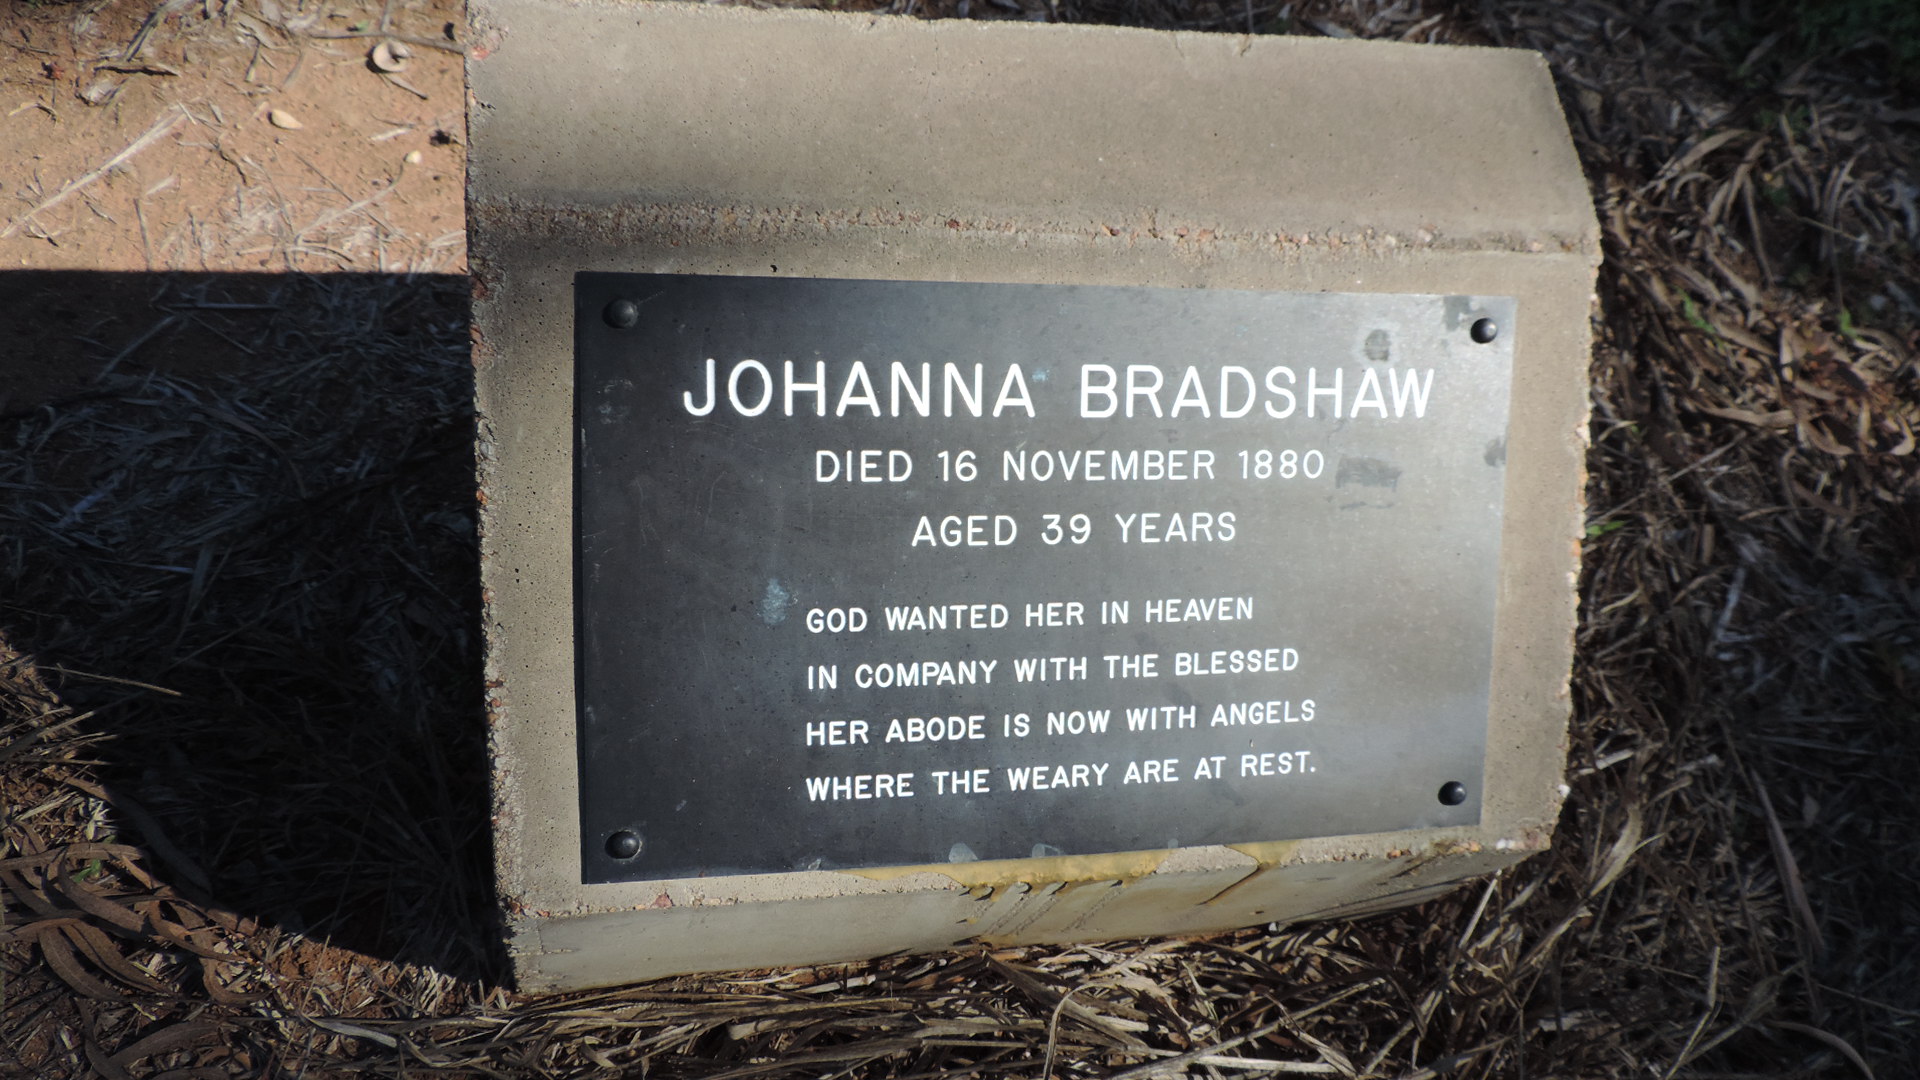 JOHANNA BRADSHAW
DIED 16 NOVEMBER 1880
AGED 39 YEARS
GOD WANTED HER IN HEAVEN
IN COMPANY WITH THE BLESSED
HER ABODE IS NOW WITH ANGELS
WHERE THE WEARY ARE AT REST.